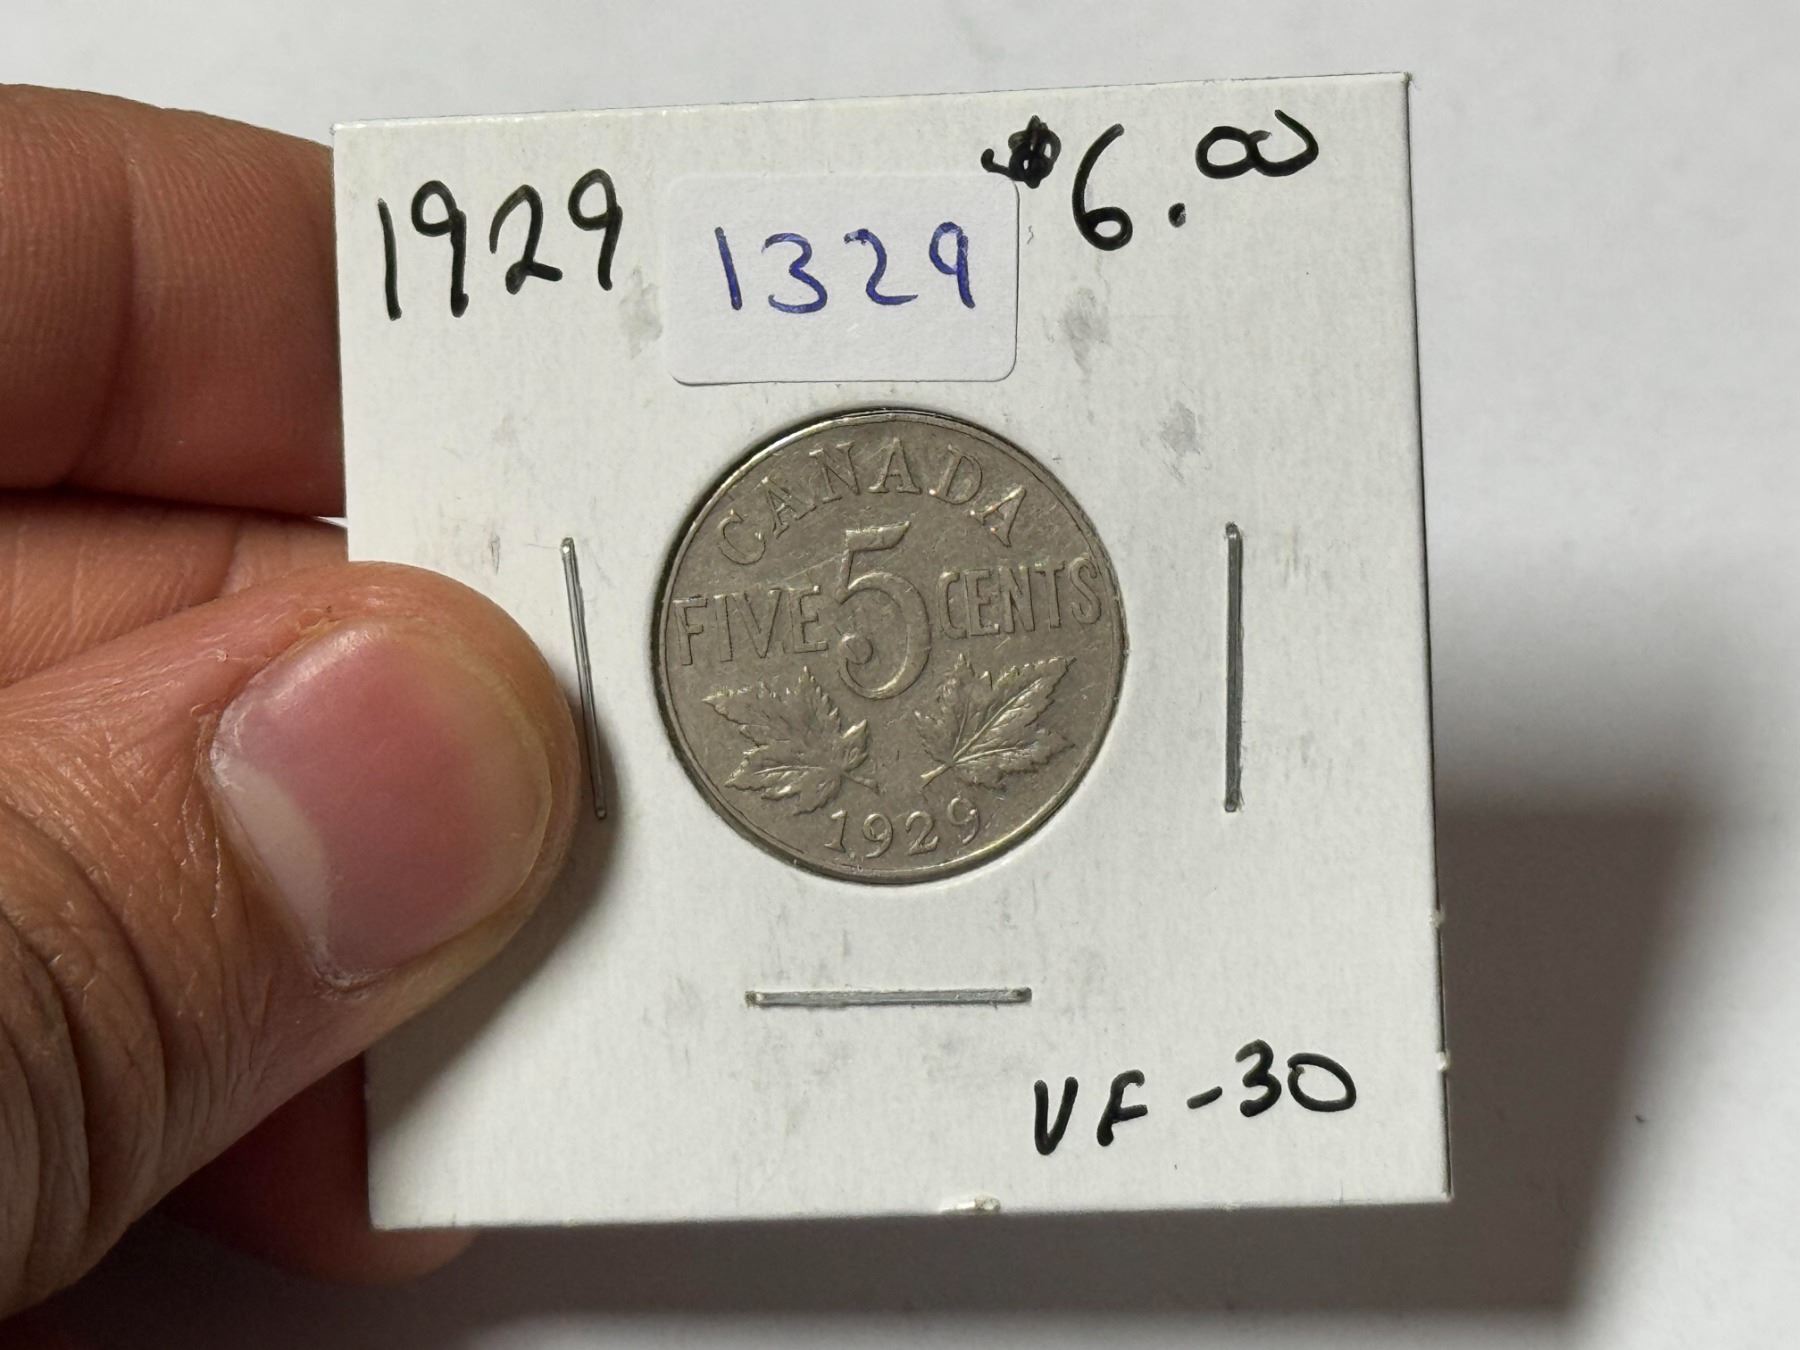 1929
1329
$6.00
CANADA
FIVE 5 CENTS
1929
VF-30